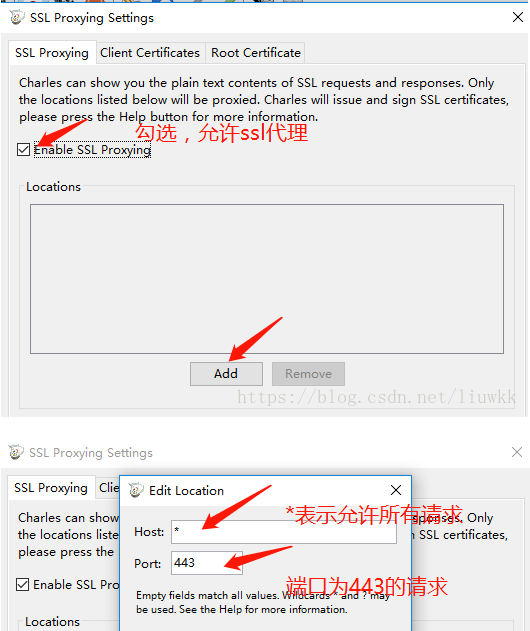 SSL Proxying Settings
SSL Proxying Client Certificates Root Certificate
Charles can show you the plain text contents of SSL requests and responses. Only
the locations listed below will be proxied. Charles will issue and sign SSL certificates,
please press the Help button for more information.
勾选，允许ssl代理
Enable SSL Proxying
Locations
Add Remove
https://blog.csdn.net/liuwkk
SSL Proxying Settings
SSL Proxying Clie
Edit Location
Charles can show
Host: *
*表示允许所有请求
sponses. Only
the locations listed
SSL certificates,
please press the
Port: 443
端口为443的请求
Enable SSL Pro
Empty fields match all values. Wildcards * and ? may
be used. See the Help for more information.
Locations